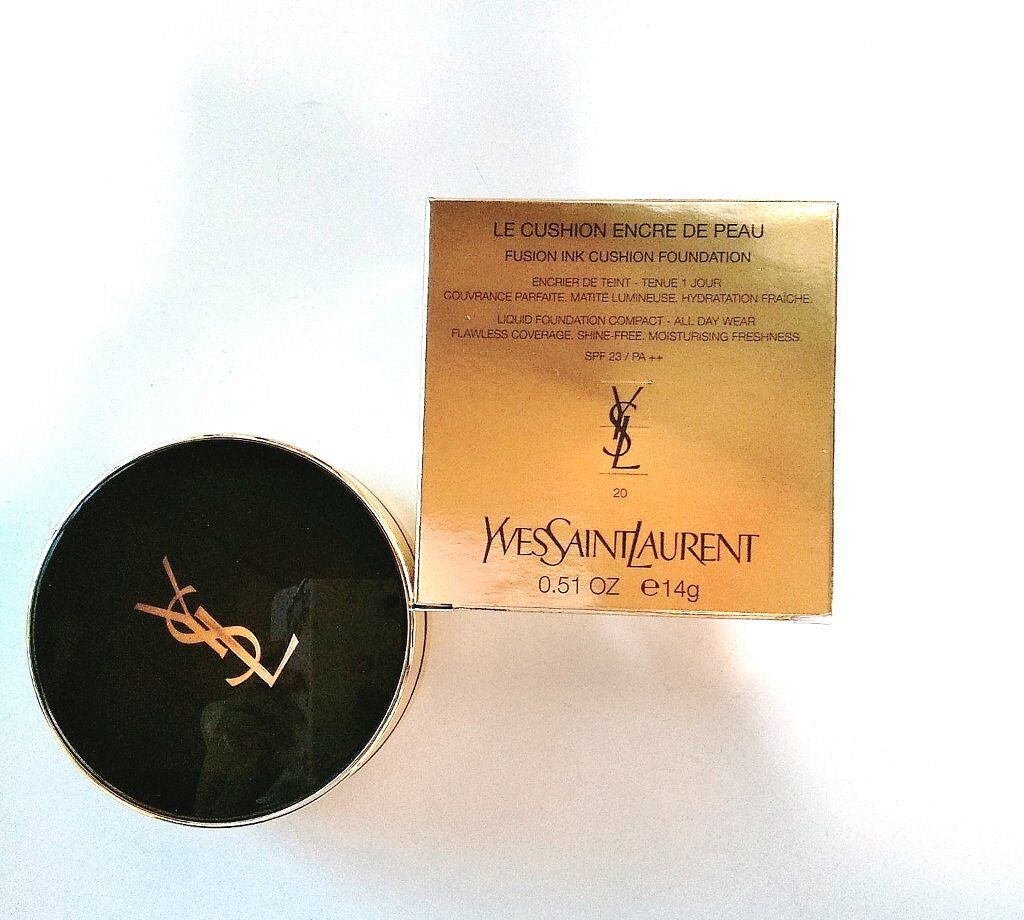 LE CUSHION ENCRE DE PEAU
FUSION INK CUSHION FOUNDATION
ENCRIER DE TEINT - TENUE 1 JOUR
COUVRANCE PARFAITE. MATITE LUMINEUSE. HYDRATATION FRAÎCHE.
LIQUID FOUNDATION COMPACT - ALL DAY WEAR
FLAWLESS COVERAGE. SHINE-FREE. MOISTURISING FRESHNESS.
SPF 23 / PA ++
YSL
20
YVESSAINTLAURENT
0.51 OZ ℮14g
YSL